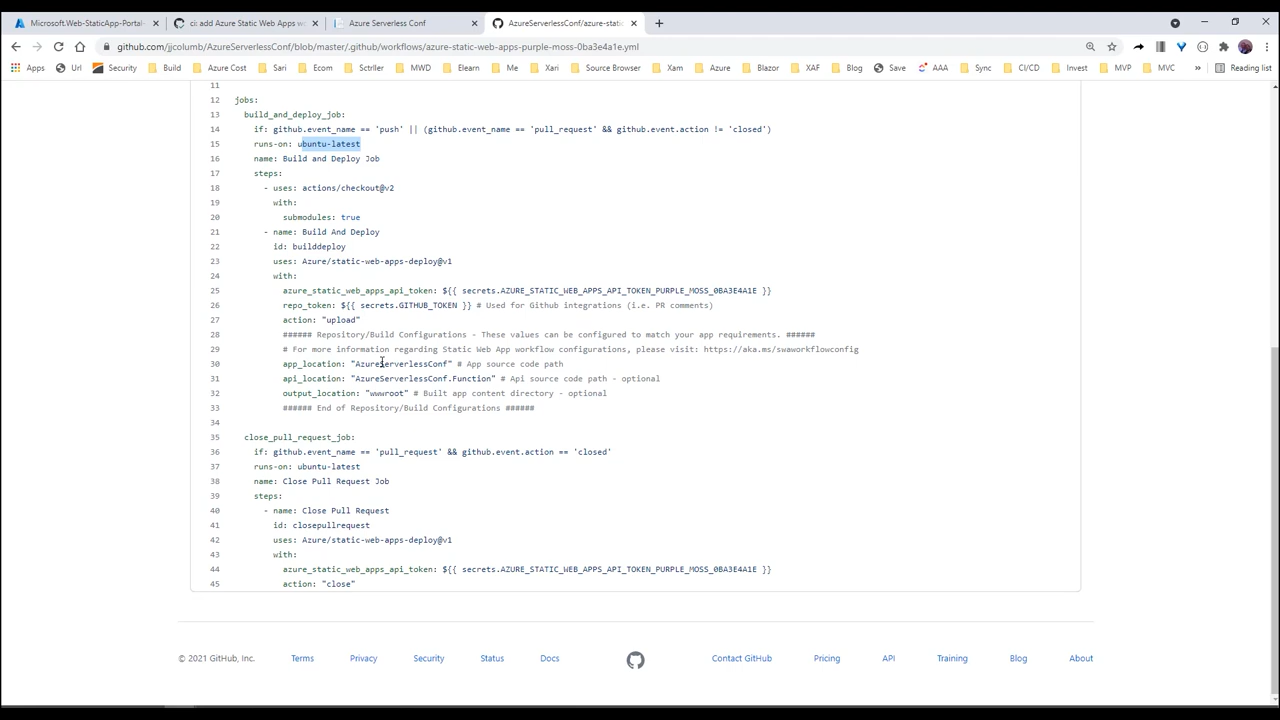 Microsoft.Web-StaticApp-Portal-
ci: add Azure Static Web Apps wo
Azure Serverless Conf
AzureServerlessConf/azure-static
github.com/jjcolumb/AzureServerlessConf/blob/master/.github/workflows/azure-static-web-apps-purple-moss-0ba3e4a1e.yml
Apps Url Security Build Azure Cost Sari Ecom Sctrller MWD Elearn Me Xari Source Browser Xam Azure Blazor XAF Blog Save AAA Sync CI/CD Invest MVP MVC » Reading list
11
12 jobs:
13 build_and_deploy_job:
14 if: github.event_name == 'push' || (github.event_name == 'pull_request' && github.event.action != 'closed')
15 runs-on: ubuntu-latest
16 name: Build and Deploy Job
17 steps:
18 - uses: actions/checkout@v2
19 with:
20 submodules: true
21 - name: Build And Deploy
22 id: builddeploy
23 uses: Azure/static-web-apps-deploy@v1
24 with:
25 azure_static_web_apps_api_token: ${{ secrets.AZURE_STATIC_WEB_APPS_API_TOKEN_PURPLE_MOSS_0BA3E4A1E }}
26 repo_token: ${{ secrets.GITHUB_TOKEN }} # Used for Github integrations (i.e. PR comments)
27 action: "upload"
28 ###### Repository/Build Configurations - These values can be configured to match your app requirements. ######
29 # For more information regarding Static Web App workflow configurations, please visit: https://aka.ms/swaworkflowconfig
30 app_location: "AzureServerlessConf" # App source code path
31 api_location: "AzureServerlessConf.Function" # Api source code path - optional
32 output_location: "wwwroot" # Built app content directory - optional
33 ###### End of Repository/Build Configurations ######
34
35 close_pull_request_job:
36 if: github.event_name == 'pull_request' && github.event.action == 'closed'
37 runs-on: ubuntu-latest
38 name: Close Pull Request Job
39 steps:
40 - name: Close Pull Request
41 id: closepullrequest
42 uses: Azure/static-web-apps-deploy@v1
43 with:
44 azure_static_web_apps_api_token: ${{ secrets.AZURE_STATIC_WEB_APPS_API_TOKEN_PURPLE_MOSS_0BA3E4A1E }}
45 action: "close"
© 2021 GitHub, Inc. Terms Privacy Security Status Docs Contact GitHub Pricing API Training Blog About